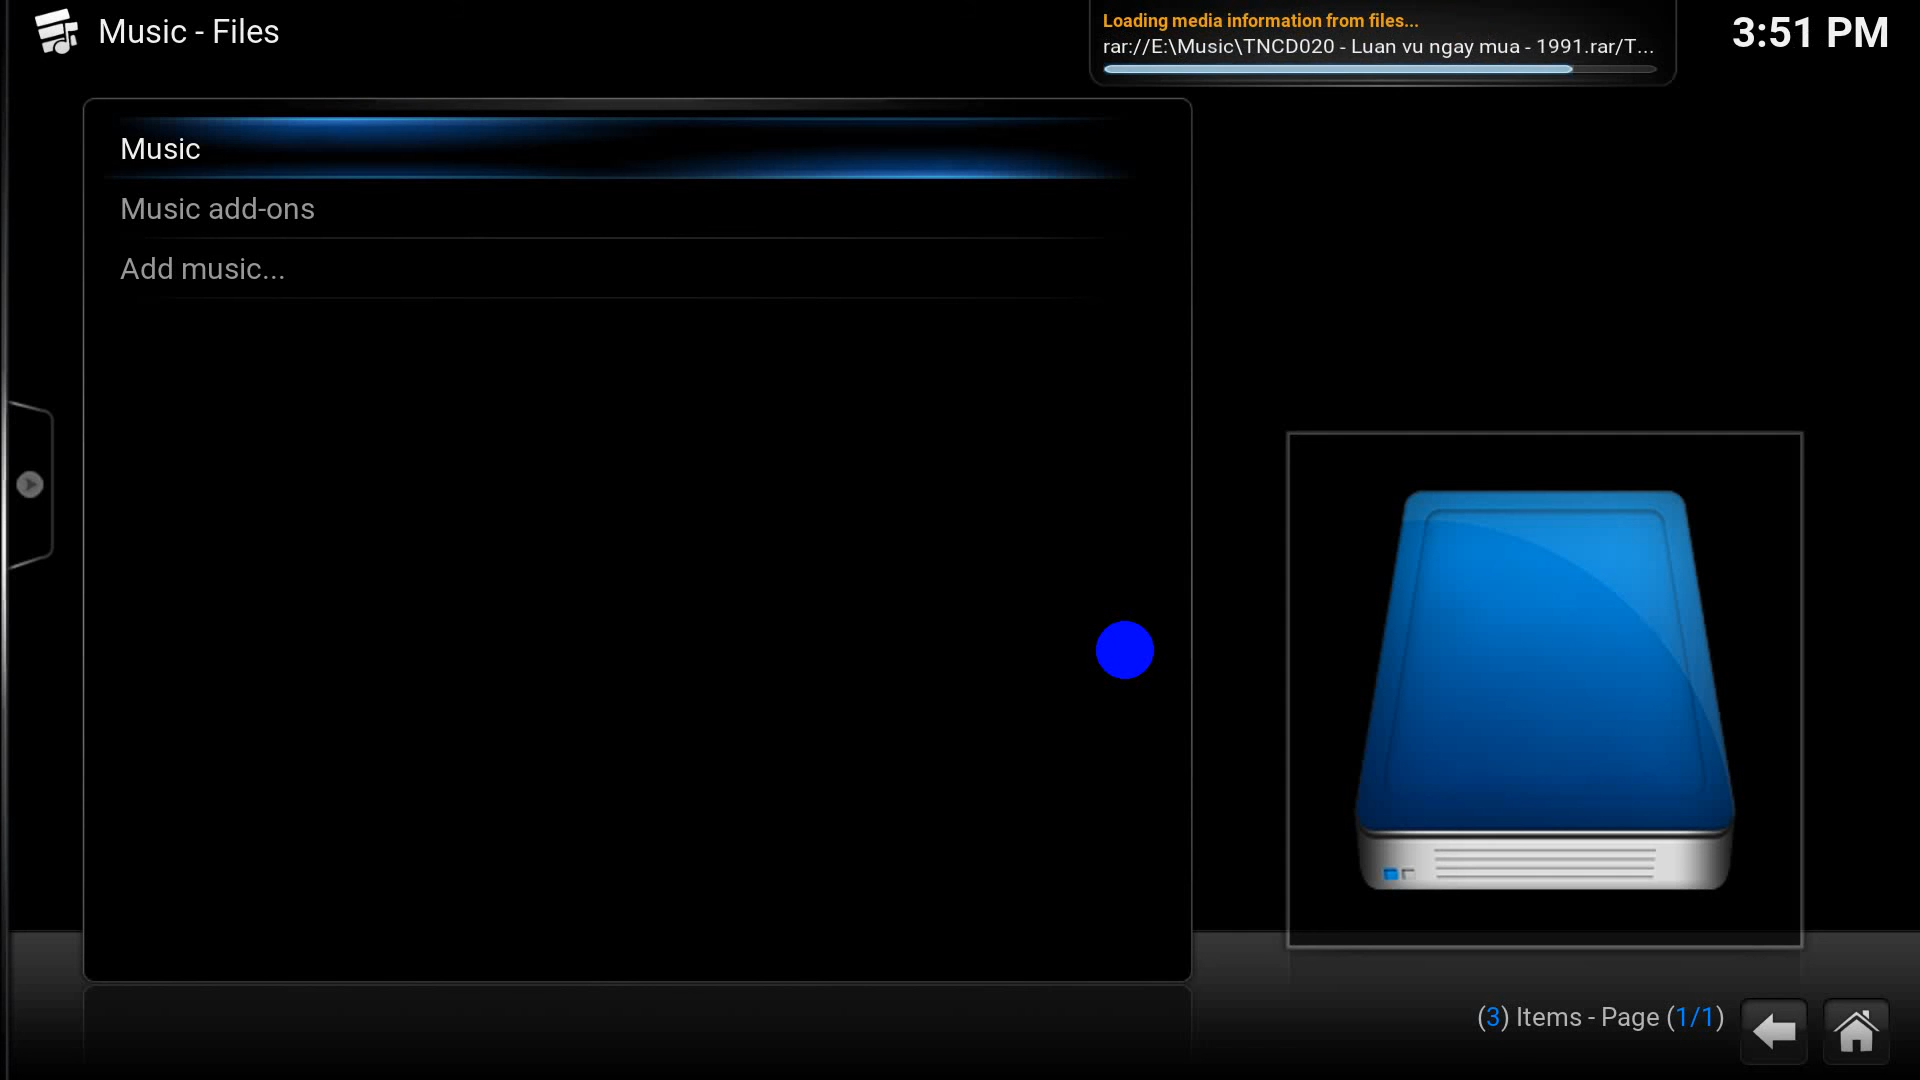 Music - Files
Loading media information from files...
rar://E:\Music\TNCD020 - Luan vu ngay mua - 1991.rar/T...
3:51 PM
Music
Music add-ons
Add music...
(3) Items - Page (1/1)